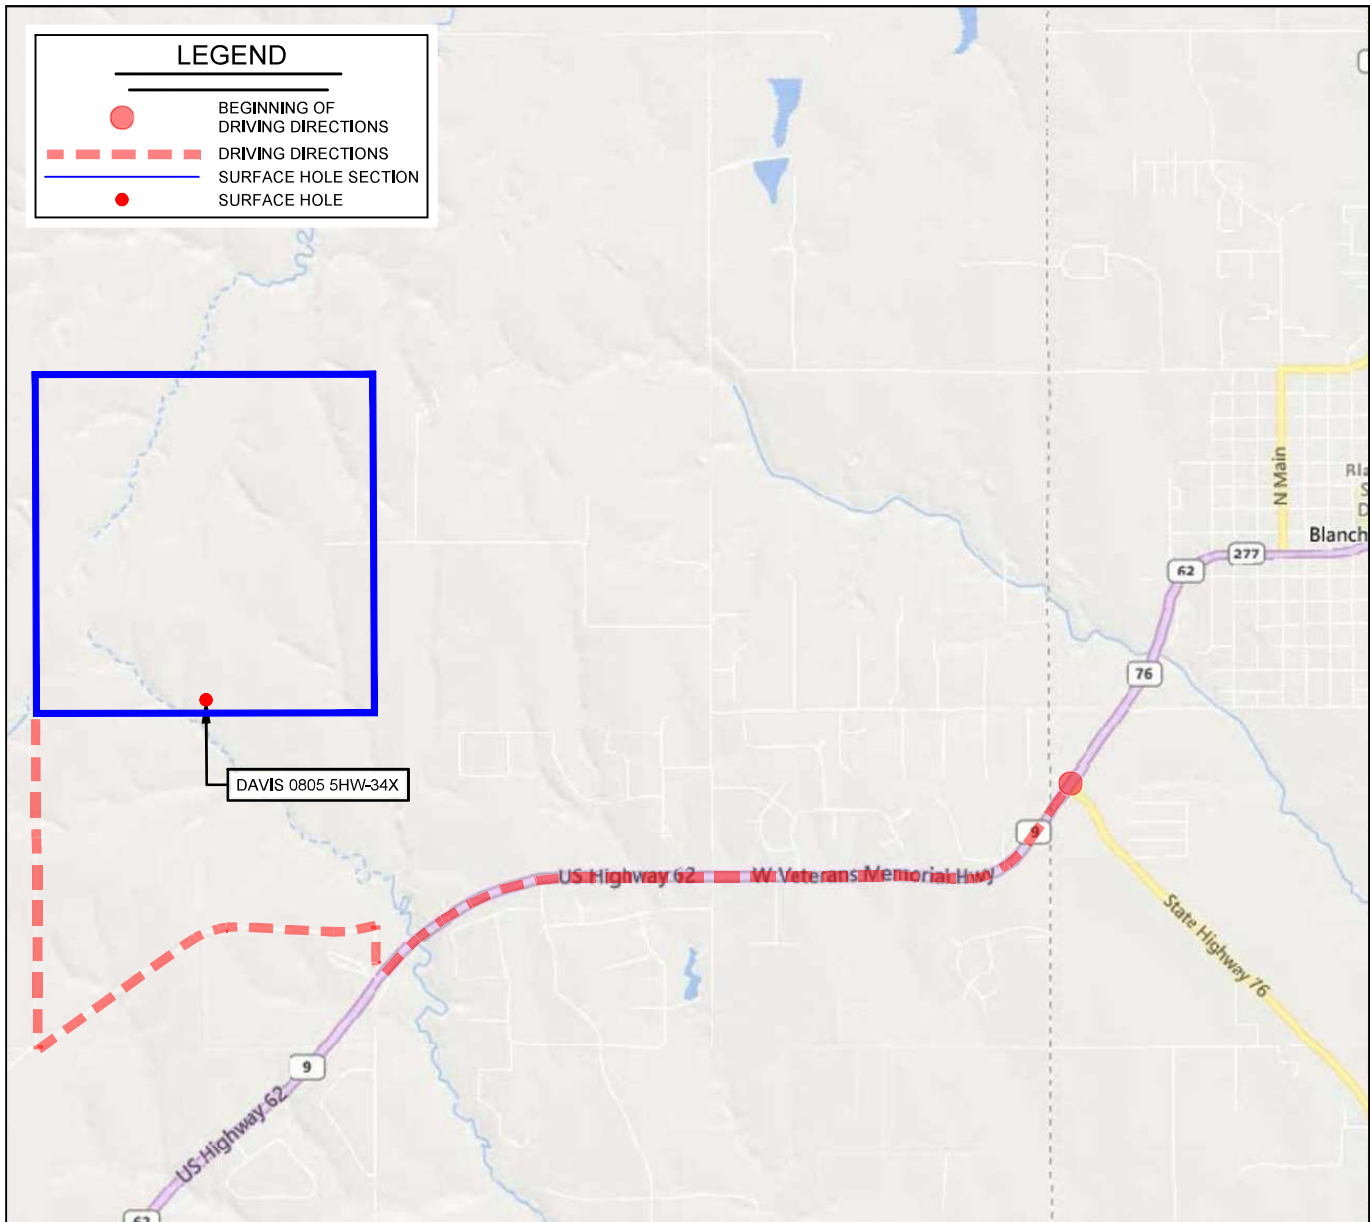 LEGEND
BEGINNING OF
DRIVING DIRECTIONS
DRIVING DIRECTIONS
SURFACE HOLE SECTION
SURFACE HOLE
N Main
Blanch
277
62
76
DAVIS 0805 5HW-34X
9
US Highway 62
W Veterans Memorial Hwy
State Highway 76
9
US Highway 62
62